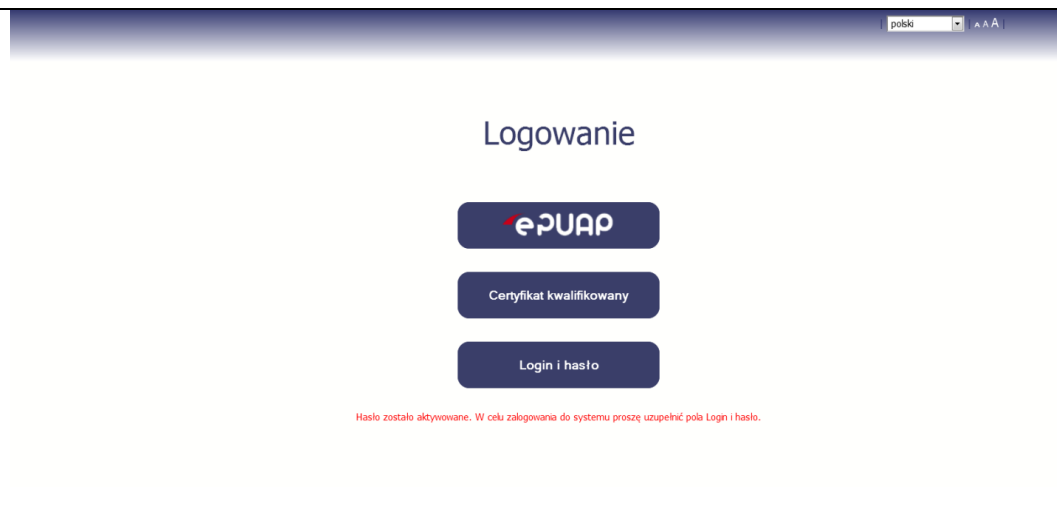 polski
A A A
Logowanie
ePUAP
Certyfikat kwalifikowany
Login i hasło
Hasło zostało aktywowane. W celu zalogowania do systemu proszę uzupełnić pola Login i hasło.